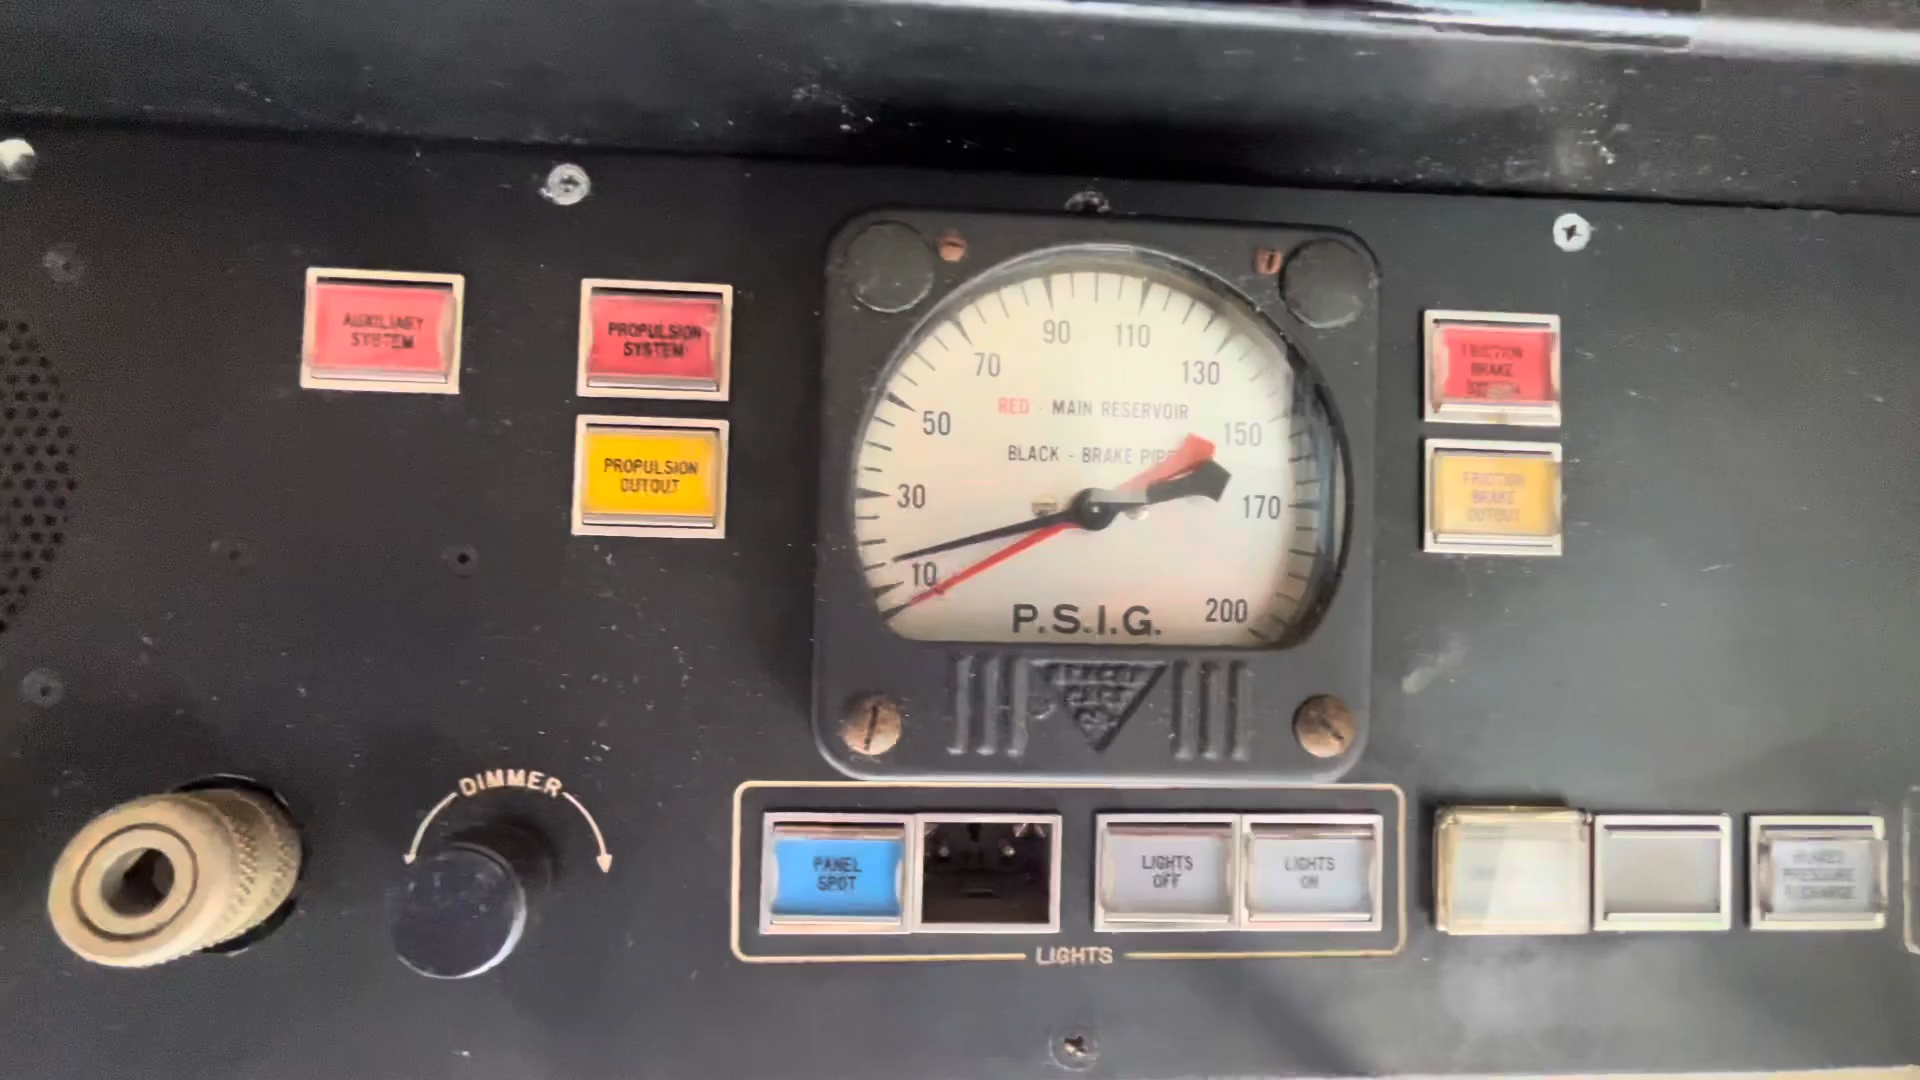 AUXILIARY
SYSTEM
PROPULSION
SYSTEM
PROPULSION
CUTOUT
10
30
50
70
90
110
130
150
170
200
RED - MAIN RESERVOIR
BLACK - BRAKE PIPE
P.S.I.G.
FRICTION
BRAKE
FRICTION
BRAKE
CUTOUT
DIMMER
PANEL
SPOT
LIGHTS
OFF
LIGHTS
ON
LIGHTS
PRESSURE